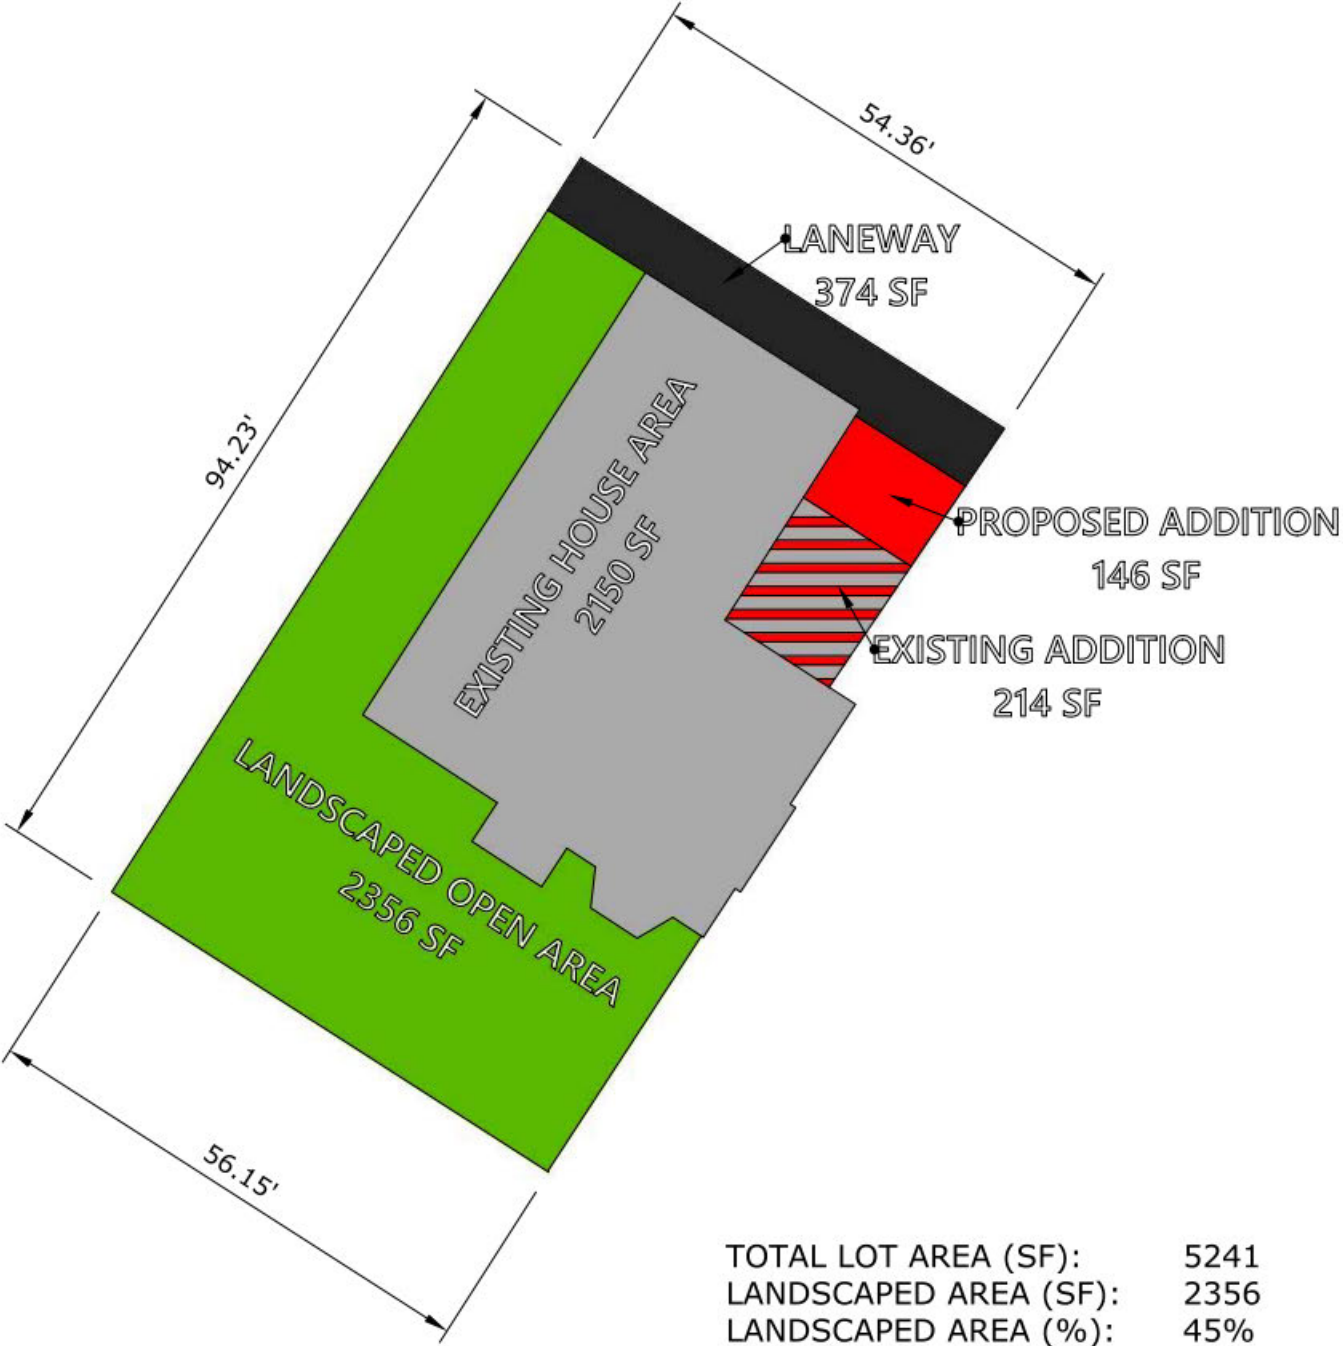 54.36'
LANEWAY
374 SF
94.23'
EXISTING HOUSE AREA
2150 SF
PROPOSED ADDITION
146 SF
EXISTING ADDITION
214 SF
LANDSCAPED OPEN AREA
2356 SF
56.15'
TOTAL LOT AREA (SF): 5241
LANDSCAPED AREA (SF): 2356
LANDSCAPED AREA (%): 45%